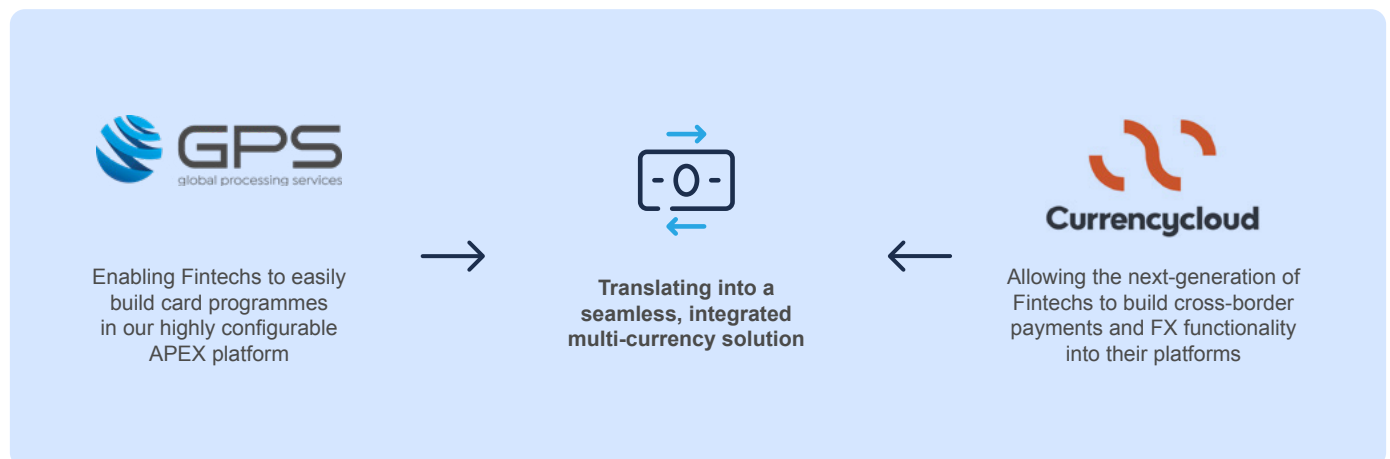 GPS
global processing services
Enabling Fintechs to easily
build card programmes
in our highly configurable
APEX platform
Translating into a
seamless, integrated
multi-currency solution
Currencycloud
Allowing the next-generation of
Fintechs to build cross-border
payments and FX functionality
into their platforms